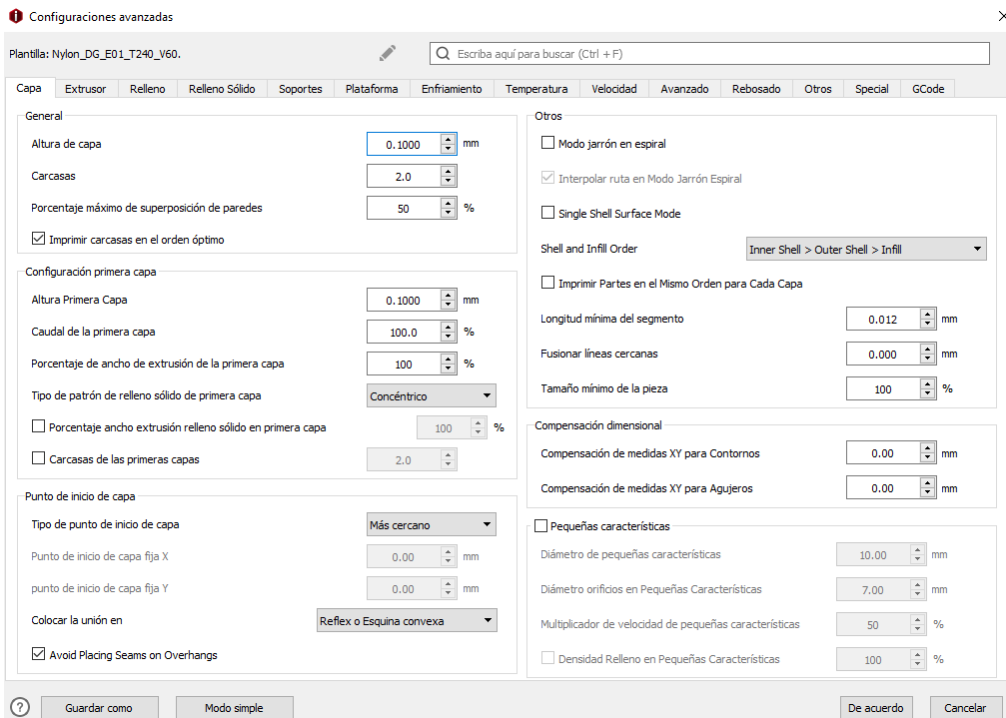 Configuraciones avanzadas
Plantilla: Nylon_DG_E01_T240_V60.
Escriba aquí para buscar (Ctrl + F)
Capa Extrusor Relleno Relleno Sólido Soportes Plataforma Enfriamiento Temperatura Velocidad Avanzado Rebosado Otros Special GCode
General
Altura de capa 0.1000 mm
Carcasas 2.0
Porcentaje máximo de superposición de paredes 50 %
Imprimir carcasas en el orden óptimo
Configuración primera capa
Altura Primera Capa 0.1000 mm
Caudal de la primera capa 100.0 %
Porcentaje de ancho de extrusión de la primera capa 100 %
Tipo de patrón de relleno sólido de primera capa Concéntrico
Porcentaje ancho extrusión relleno sólido en primera capa 100 %
Carcasas de las primeras capas 2.0
Punto de inicio de capa
Tipo de punto de inicio de capa Más cercano
Punto de inicio de capa fija X 0.00 mm
punto de inicio de capa fija Y 0.00 mm
Colocar la unión en Reflex o Esquina convexa
Avoid Placing Seams on Overhangs
Otros
Modo jarrón en espiral
Interpolar ruta en Modo Jarrón Espiral
Single Shell Surface Mode
Shell and Infill Order Inner Shell > Outer Shell > Infill
Imprimir Partes en el Mismo Orden para Cada Capa
Longitud mínima del segmento 0.012 mm
Fusionar líneas cercanas 0.000 mm
Tamaño mínimo de la pieza 100 %
Compensación dimensional
Compensación de medidas XY para Contornos 0.00 mm
Compensación de medidas XY para Agujeros 0.00 mm
Pequeñas características
Diámetro de pequeñas características 10.00 mm
Diámetro orificios en Pequeñas Características 7.00 mm
Multiplicador de velocidad de pequeñas características 50 %
Densidad Relleno en Pequeñas Características 100 %
? Guardar como Modo simple De acuerdo Cancelar